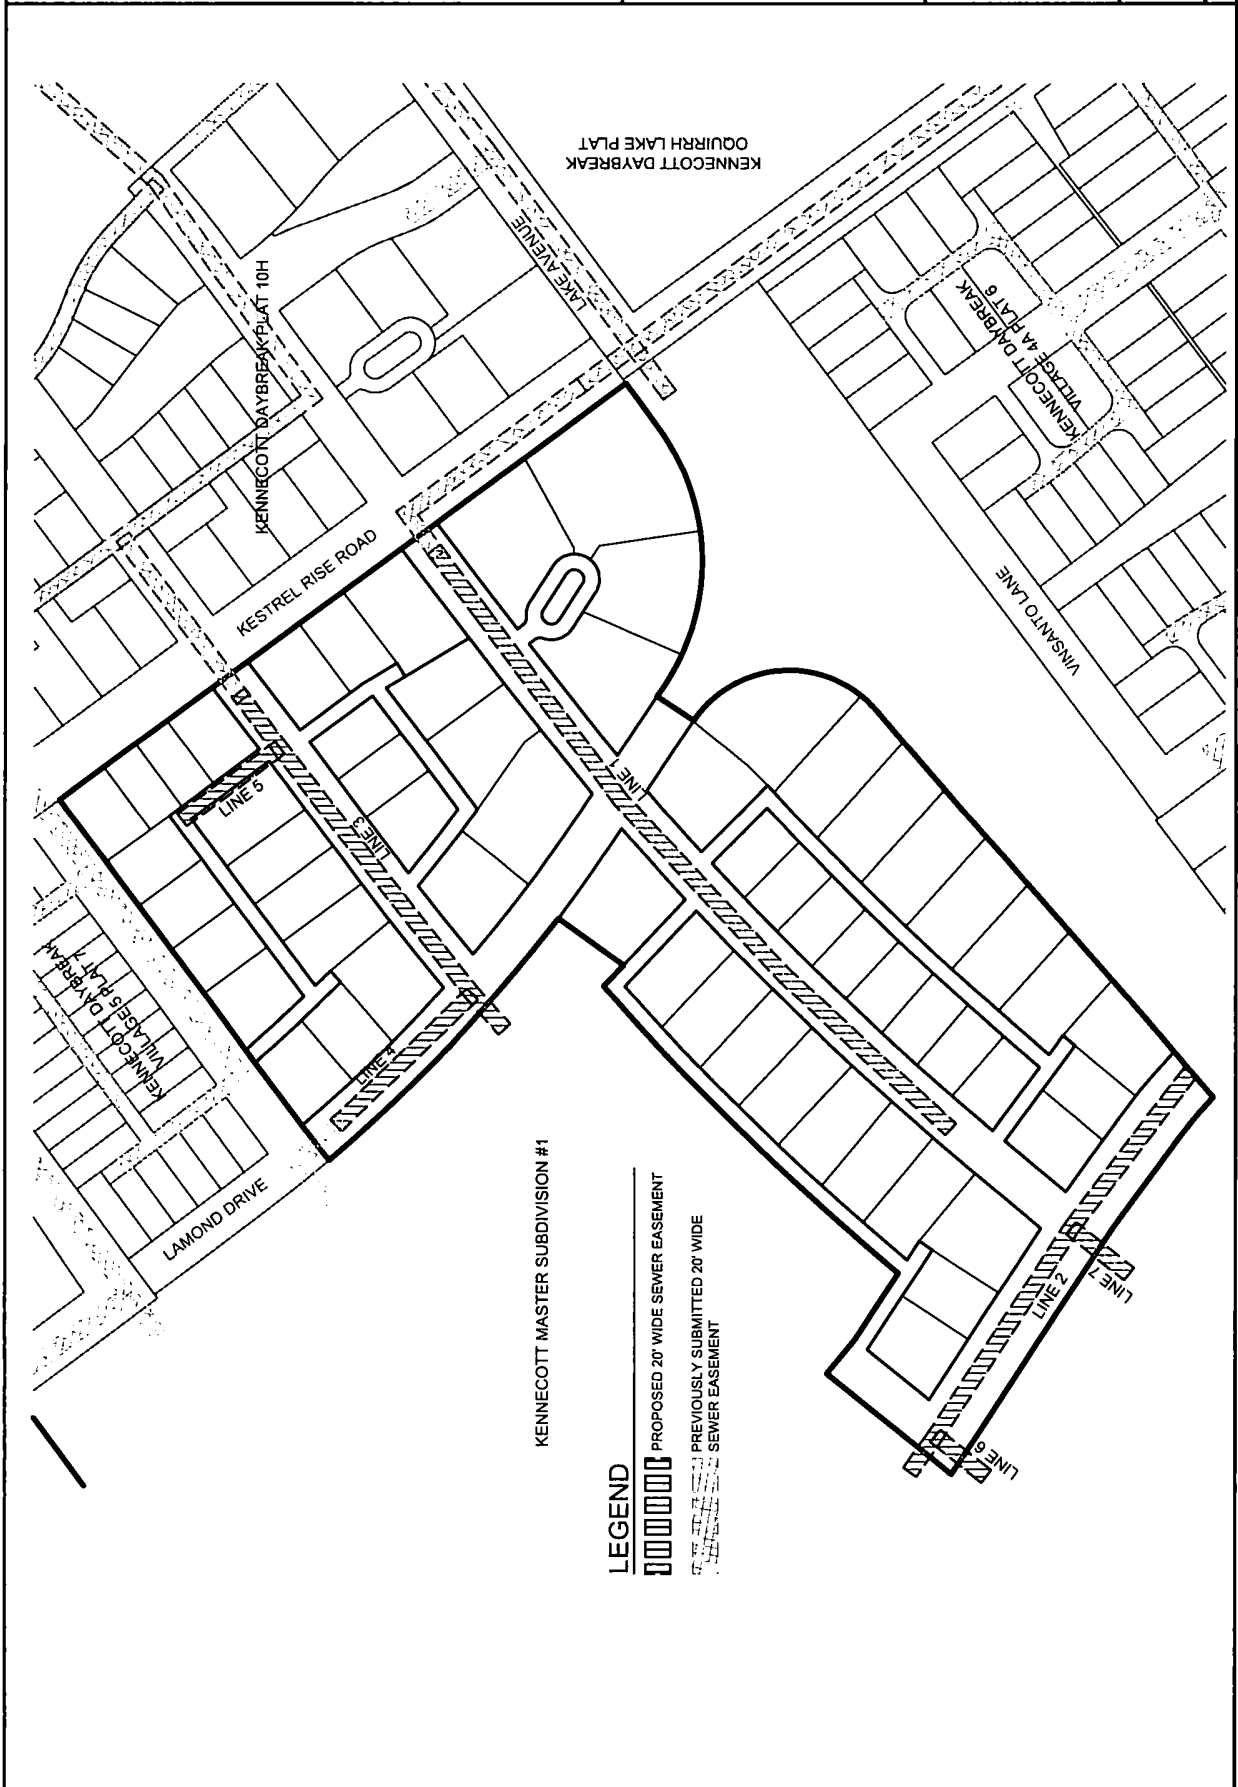 KENNECOTT DAYBREAK
OQUIRRH LAKE PLAT
LAKE AVENUE
KENNECOTT DAYBREAK PLAT 10H
KESTREL RISE ROAD
KENNECOTT DAYBREAK
VILLAGE 4A PLAT 6
VINSANTO LANE
KENNECOTT DAYBREAK
VILLAGE 5 PLAT 7
LAMOND DRIVE
LINE 5
LINE 3
LINE 4
LINE 1
LINE 2
LINE 7
LINE 6
KENNECOTT MASTER SUBDIVISION #1
LEGEND
PROPOSED 20' WIDE SEWER EASEMENT
PREVIOUSLY SUBMITTED 20' WIDE
SEWER EASEMENT